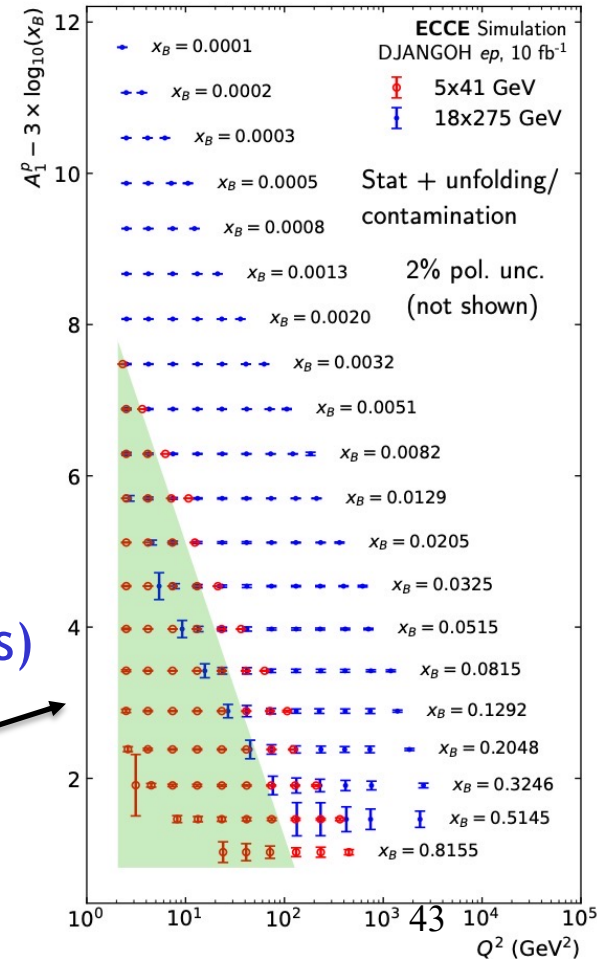 A₁ᵖ − 3 × log₁₀(x_B)
12
10
8
6
4
2
ECCE Simulation
DJANGOH ep, 10 fb⁻¹
5x41 GeV
18x275 GeV
Stat + unfolding/
contamination
2% pol. unc.
(not shown)
x_B = 0.0001
x_B = 0.0002
x_B = 0.0003
x_B = 0.0005
x_B = 0.0008
x_B = 0.0013
x_B = 0.0020
x_B = 0.0032
x_B = 0.0051
x_B = 0.0082
x_B = 0.0129
x_B = 0.0205
x_B = 0.0325
x_B = 0.0515
x_B = 0.0815
x_B = 0.1292
x_B = 0.2048
x_B = 0.3246
x_B = 0.5145
x_B = 0.8155
s)
10⁰ 10¹ 10² 10³ 43 10⁴ 10⁵
Q² (GeV²)